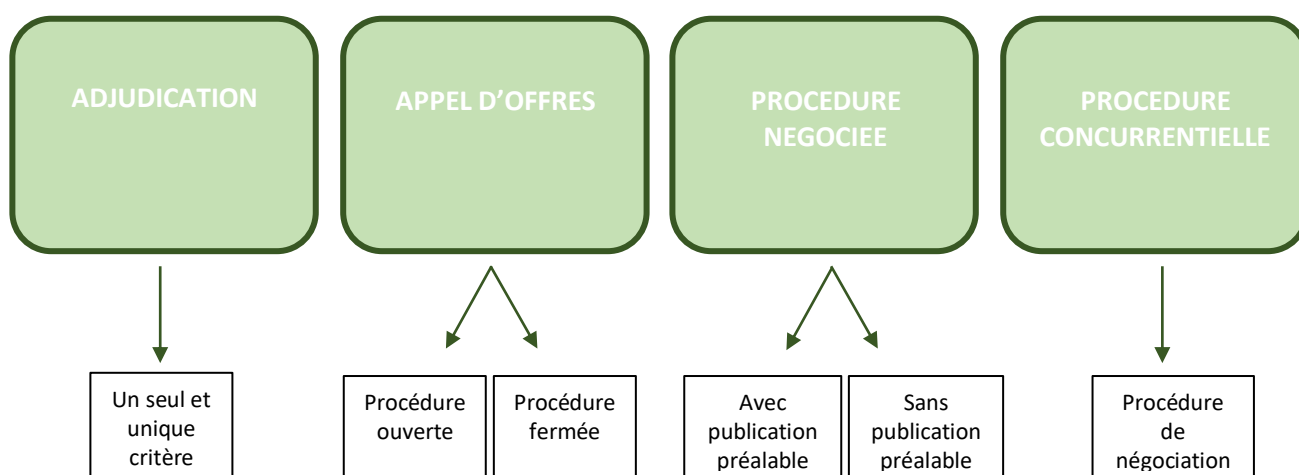 ADJUDICATION
APPEL D’OFFRES
PROCEDURE
NEGOCIEE
PROCEDURE
CONCURRENTIELLE
Un seul et
unique
critère
Procédure
ouverte
Procédure
fermée
Avec
publication
préalable
Sans
publication
préalable
Procédure
de
négociation